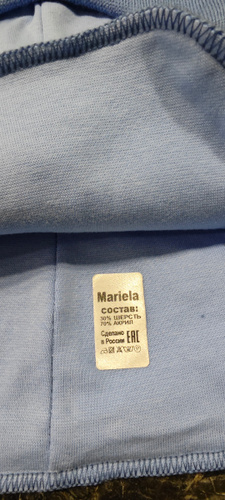 Mariela
СОСТАВ:
30% ШЕРСТЬ
70% АКРИЛ
Сделано
в России
EAC